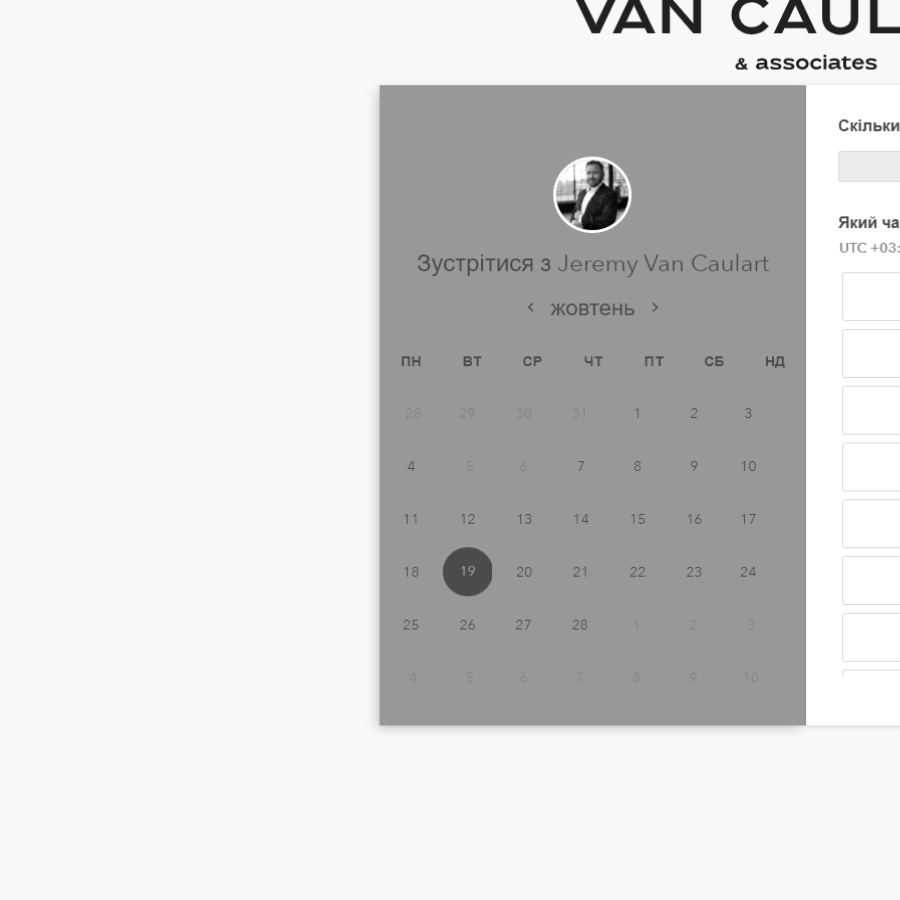 VAN CAUL
& associates
Зустрітися з Jeremy Van Caulart
жовтень
ПН ВТ СР ЧТ ПТ СБ НД
28 29 30 31 1 2 3
4 5 6 7 8 9 10
11 12 13 14 15 16 17
18 19 20 21 22 23 24
25 26 27 28 1 2 3
4 5 6 7 8 9 10
Скільки
Який ча
UTC +03: